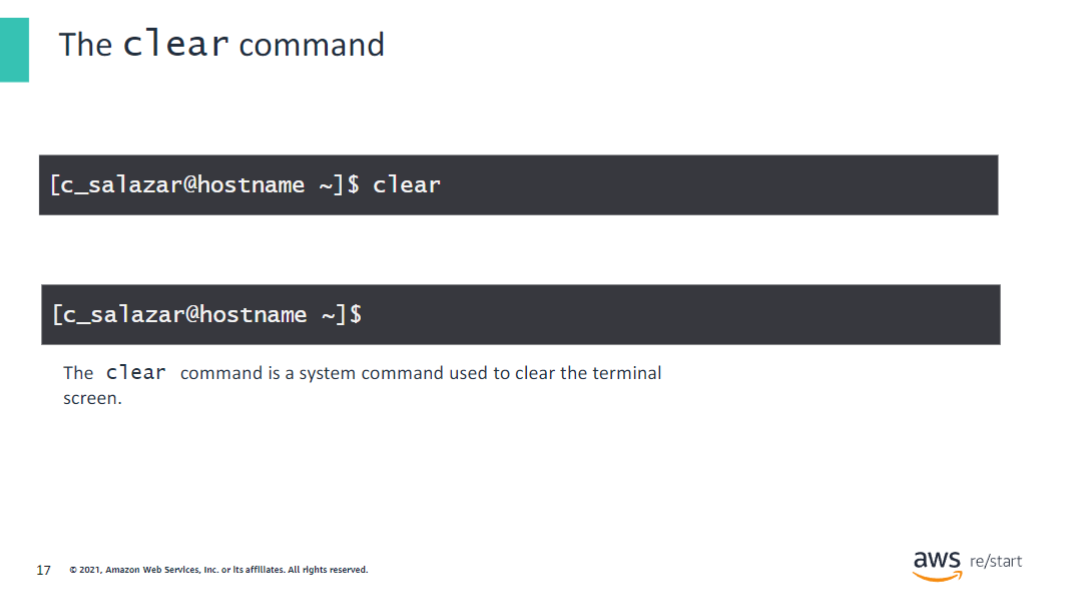 The clear command
[c_salazar@hostname ~]$ clear
[c_salazar@hostname ~]$
The clear command is a system command used to clear the terminal
screen.
17 © 2021, Amazon Web Services, Inc. or its affiliates. All rights reserved.
aws re/start